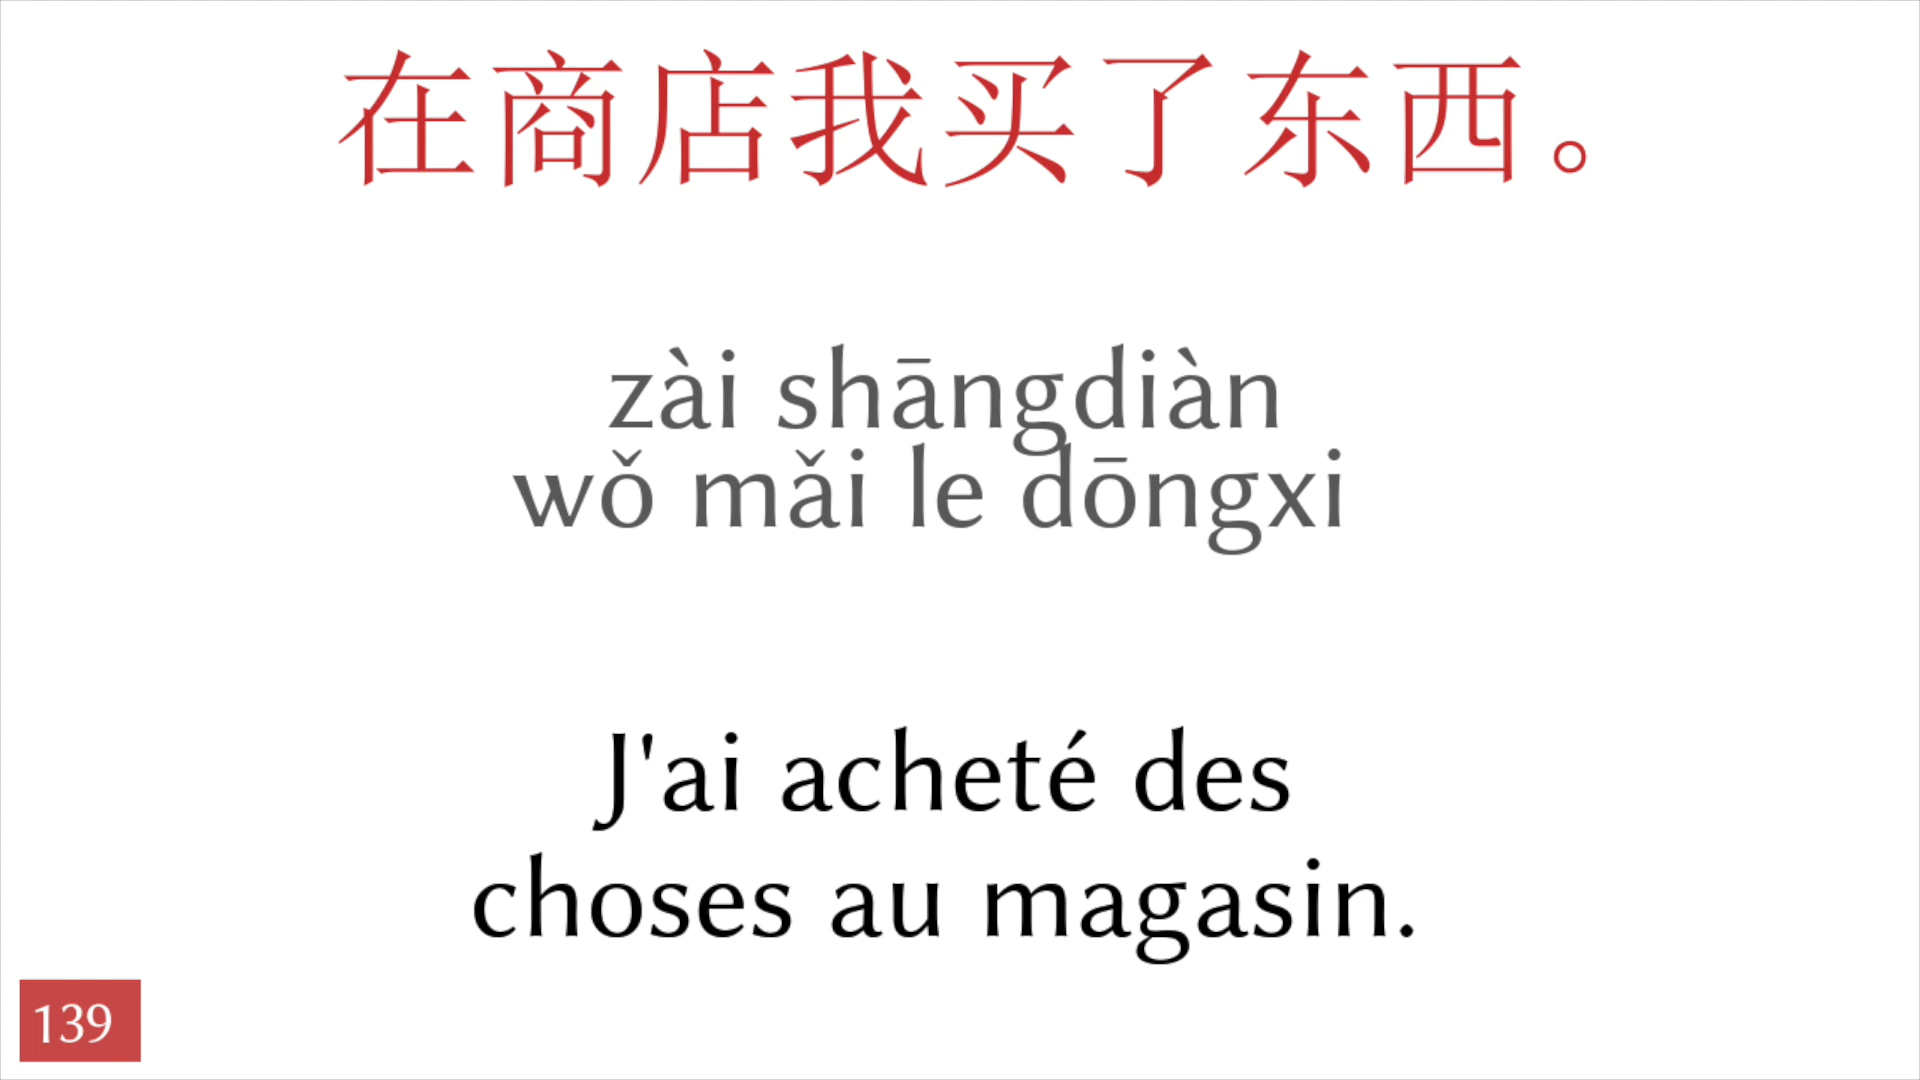 在商店我买了东西。
zài shāngdiàn
wǒ mǎi le dōngxi
J'ai acheté des
choses au magasin.
139